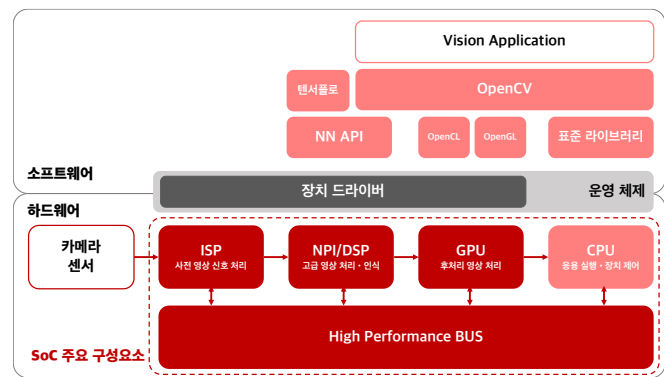 Vision Application
텐서플로
OpenCV
NN API
OpenCL
OpenGL
표준 라이브러리
소프트웨어
장치 드라이버
운영 체제
하드웨어
카메라
센서
ISP
사전 영상 신호 처리
NPI/DSP
고급 영상 처리·인식
GPU
후처리 영상 처리
CPU
응용 실행·장치 제어
High Performance BUS
SoC 주요 구성요소